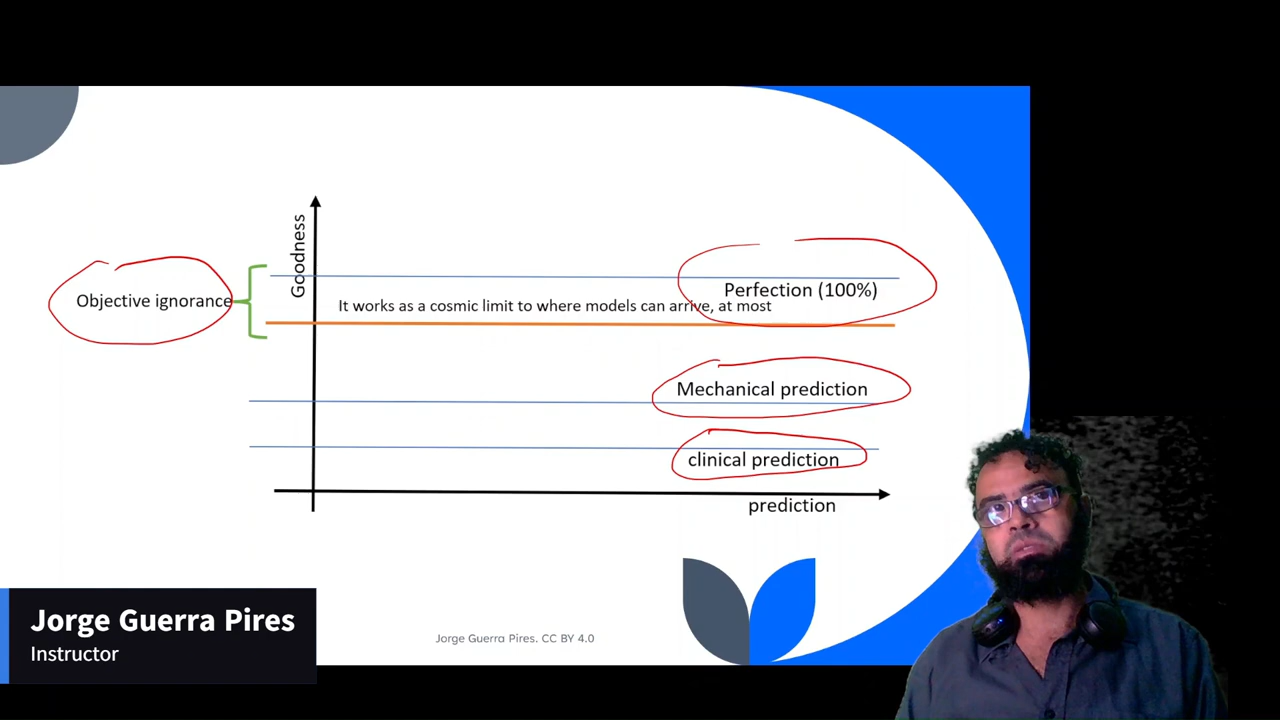 Goodness
Perfection (100%)
Objective ignorance
It works as a cosmic limit to where models can arrive, at most
Mechanical prediction
clinical prediction
prediction
Jorge Guerra Pires
Instructor
Jorge Guerra Pires. CC BY 4.0